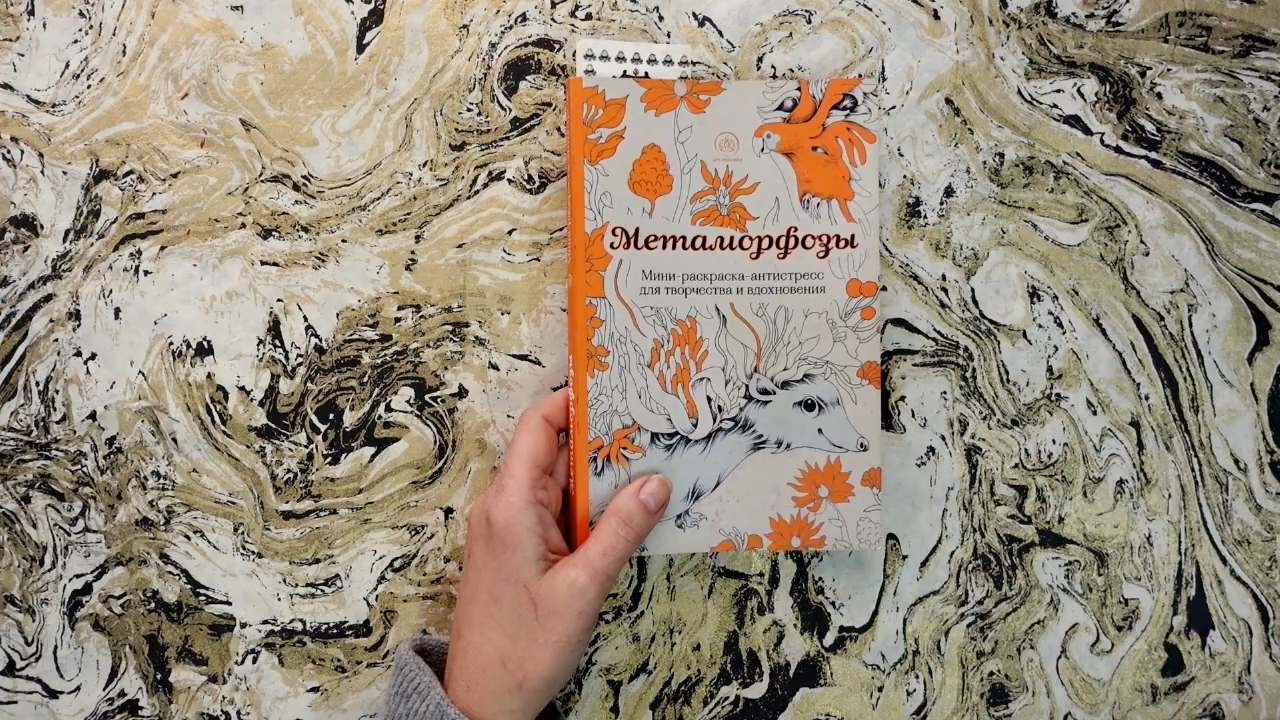 Метаморфозы
Мини-раскраска-антистресс
для творчества и вдохновения